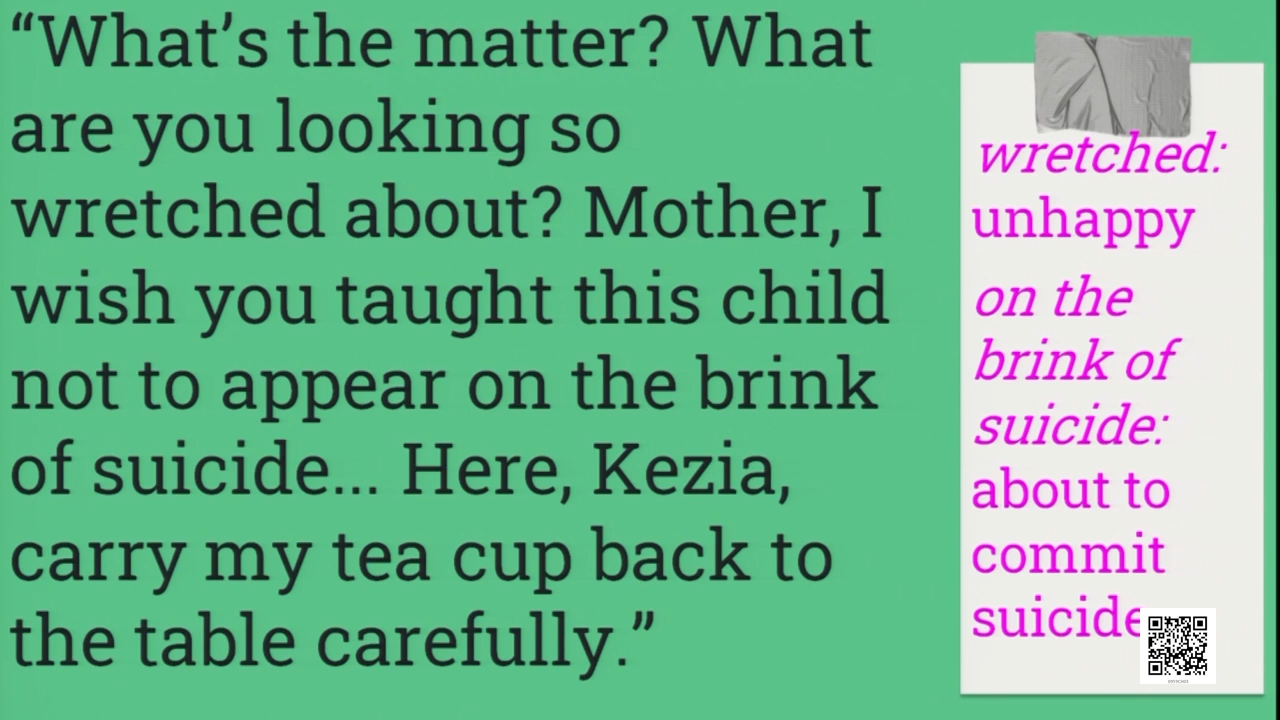 “What’s the matter? What
are you looking so
wretched about? Mother, I
wish you taught this child
not to appear on the brink
of suicide... Here, Kezia,
carry my tea cup back to
the table carefully.”
wretched:
unhappy
on the
brink of
suicide:
about to
commit
suicide